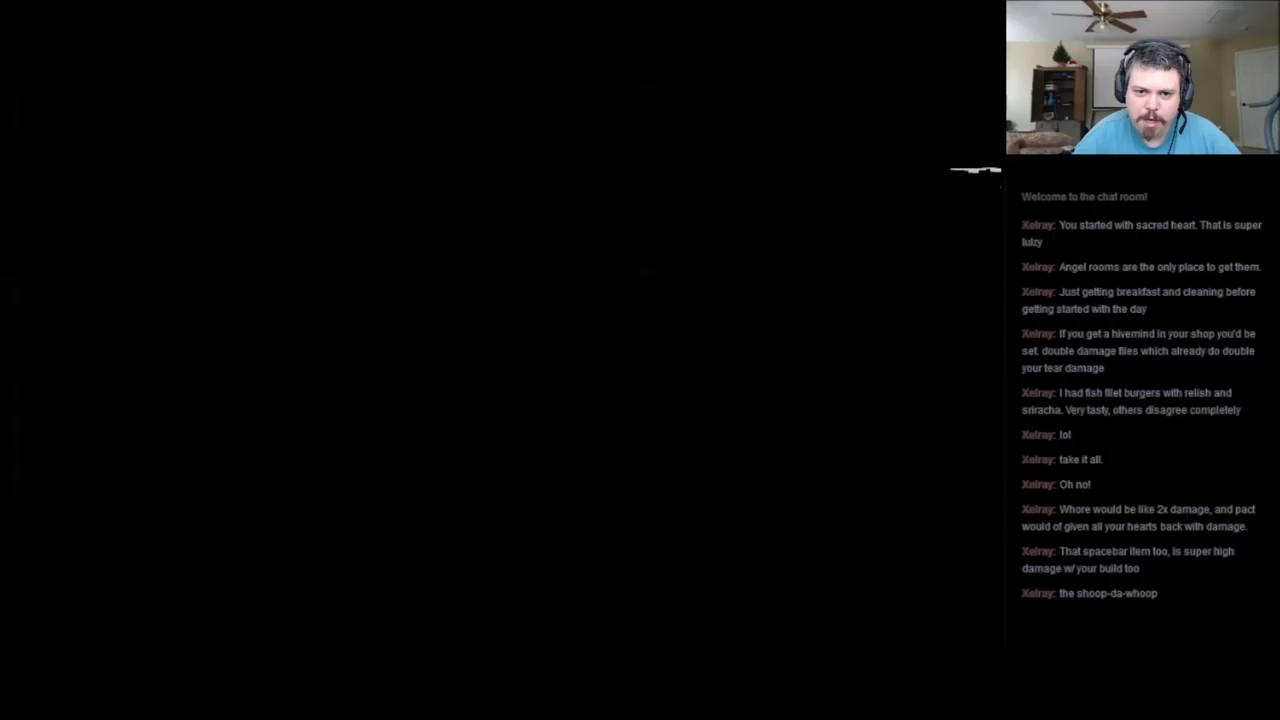 Welcome to the chat room!
Xelray: You started with sacred heart. That is super
lulzy
Xelray: Angel rooms are the only place to get them.
Xelray: Just getting breakfast and cleaning before
getting started with the day
Xelray: If you get a hivemind in your shop you'd be
set. double damage flies which already do double
your tear damage
Xelray: I had fish filet burgers with relish and
sriracha. Very tasty, others disagree completely
Xelray: lol
Xelray: take it all.
Xelray: Oh no!
Xelray: Whore would be like 2x damage, and pact
would of given all your hearts back with damage.
Xelray: That spacebar item too, is super high
damage w/ your build too
Xelray: the shoop-da-whoop